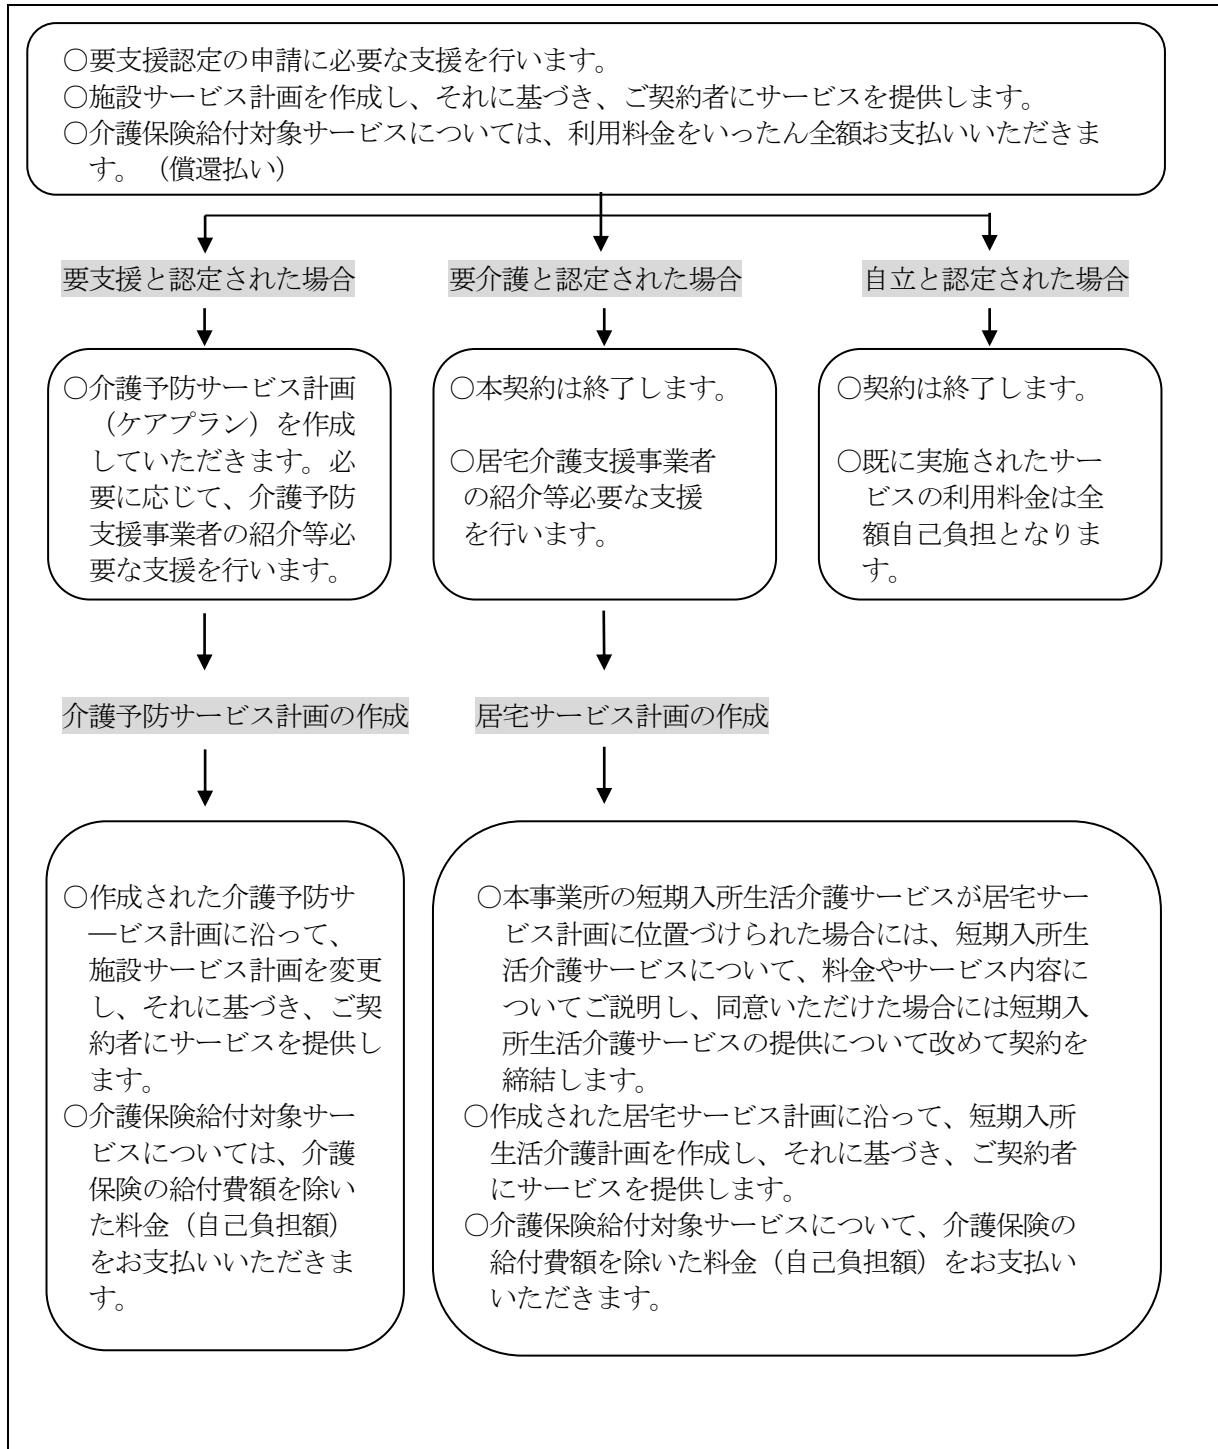 ○要支援認定の申請に必要な支援を行います。
○施設サービス計画を作成し、それに基づき、ご契約者にサービスを提供します。
○介護保険給付対象サービスについては、利用料金をいったん全額お支払いいただきま
す。（償還払い）
要支援と認定された場合
要介護と認定された場合
自立と認定された場合
○介護予防サービス計画
（ケアプラン）を作成
していただきます。必
要に応じて、介護予防
支援事業者の紹介等必
要な支援を行います。
○本契約は終了します。
○居宅介護支援事業者
の紹介等必要な支援
を行います。
○契約は終了します。
○既に実施されたサー
ビスの利用料金は全
額自己負担となりま
す。
介護予防サービス計画の作成
居宅サービス計画の作成
○作成された介護予防サ
―ビス計画に沿って、
施設サービス計画を変更
し、それに基づき、ご契
約者にサービスを提供し
ます。
○介護保険給付対象サー
ビスについては、介護
保険の給付費額を除い
た料金（自己負担額）
をお支払いいただきま
す。
○本事業所の短期入所生活介護サービスが居宅サー
ビス計画に位置づけられた場合には、短期入所生
活介護サービスについて、料金やサービス内容に
ついてご説明し、同意いただけた場合には短期入
所生活介護サービスの提供について改めて契約を
締結します。
○作成された居宅サービス計画に沿って、短期入所
生活介護計画を作成し、それに基づき、ご契約者
にサービスを提供します。
○介護保険給付対象サービスについて、介護保険の
給付費額を除いた料金（自己負担額）をお支払い
いただきます。